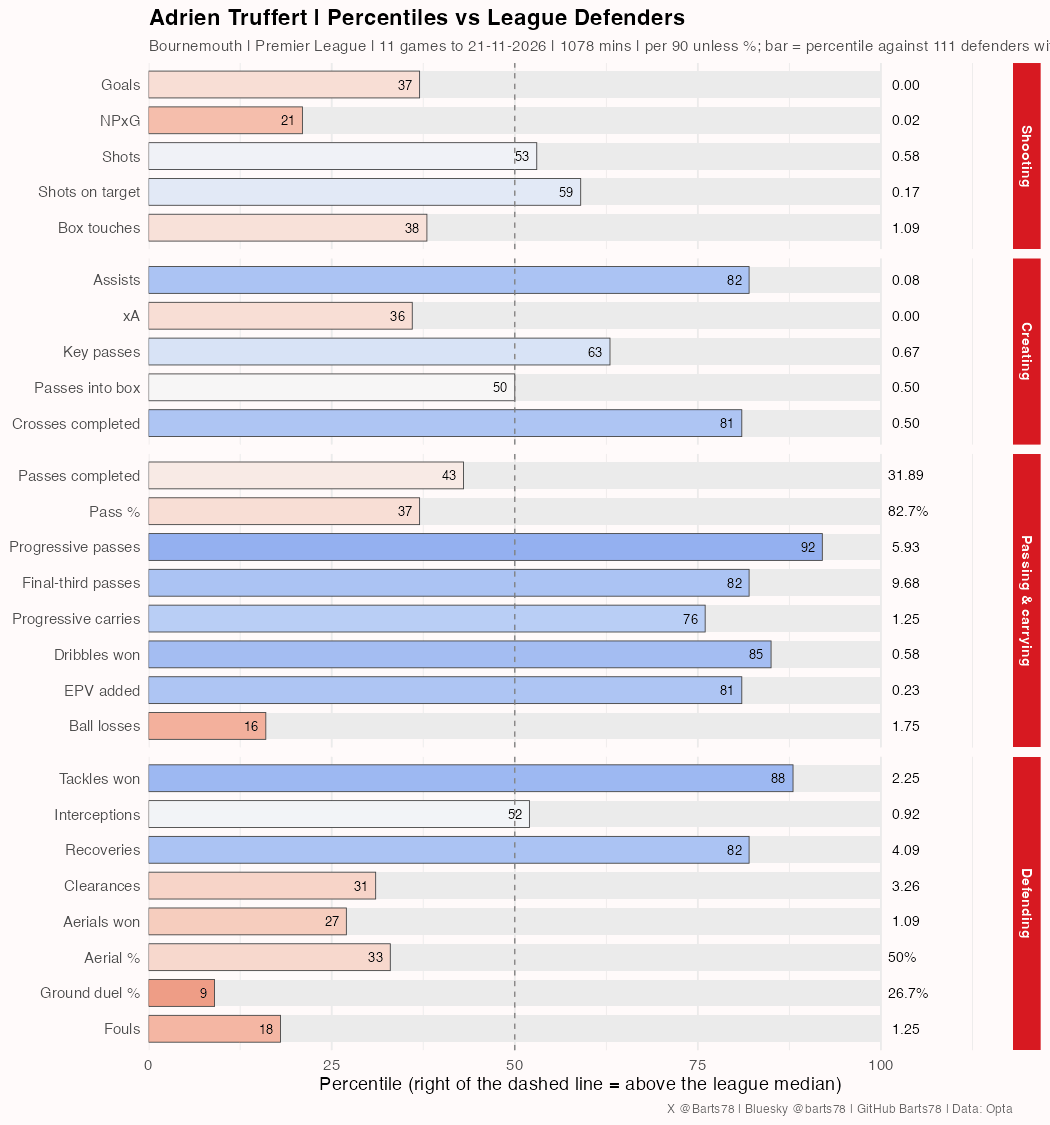 Adrien Truffert | Percentiles vs League Defenders
Bournemouth | Premier League | 11 games to 21-11-2026 | 1078 mins | per 90 unless %; bar = percentile against 111 defenders wi
Goals 37 0.00
NPxG 21 0.02
Shots 53 0.58
Shots on target 59 0.17
Box touches 38 1.09
Shooting
Assists 82 0.08
xA 36 0.00
Key passes 63 0.67
Passes into box 50 0.50
Crosses completed 81 0.50
Creating
Passes completed 43 31.89
Pass % 37 82.7%
Progressive passes 92 5.93
Final-third passes 82 9.68
Progressive carries 76 1.25
Dribbles won 85 0.58
EPV added 81 0.23
Ball losses 16 1.75
Passing & carrying
Tackles won 88 2.25
Interceptions 52 0.92
Recoveries 82 4.09
Clearances 31 3.26
Aerials won 27 1.09
Aerial % 33 50%
Ground duel % 9 26.7%
Fouls 18 1.25
Defending
0 25 50 75 100
Percentile (right of the dashed line = above the league median)
X @Barts78 | Bluesky @barts78 | GitHub Barts78 | Data: Opta